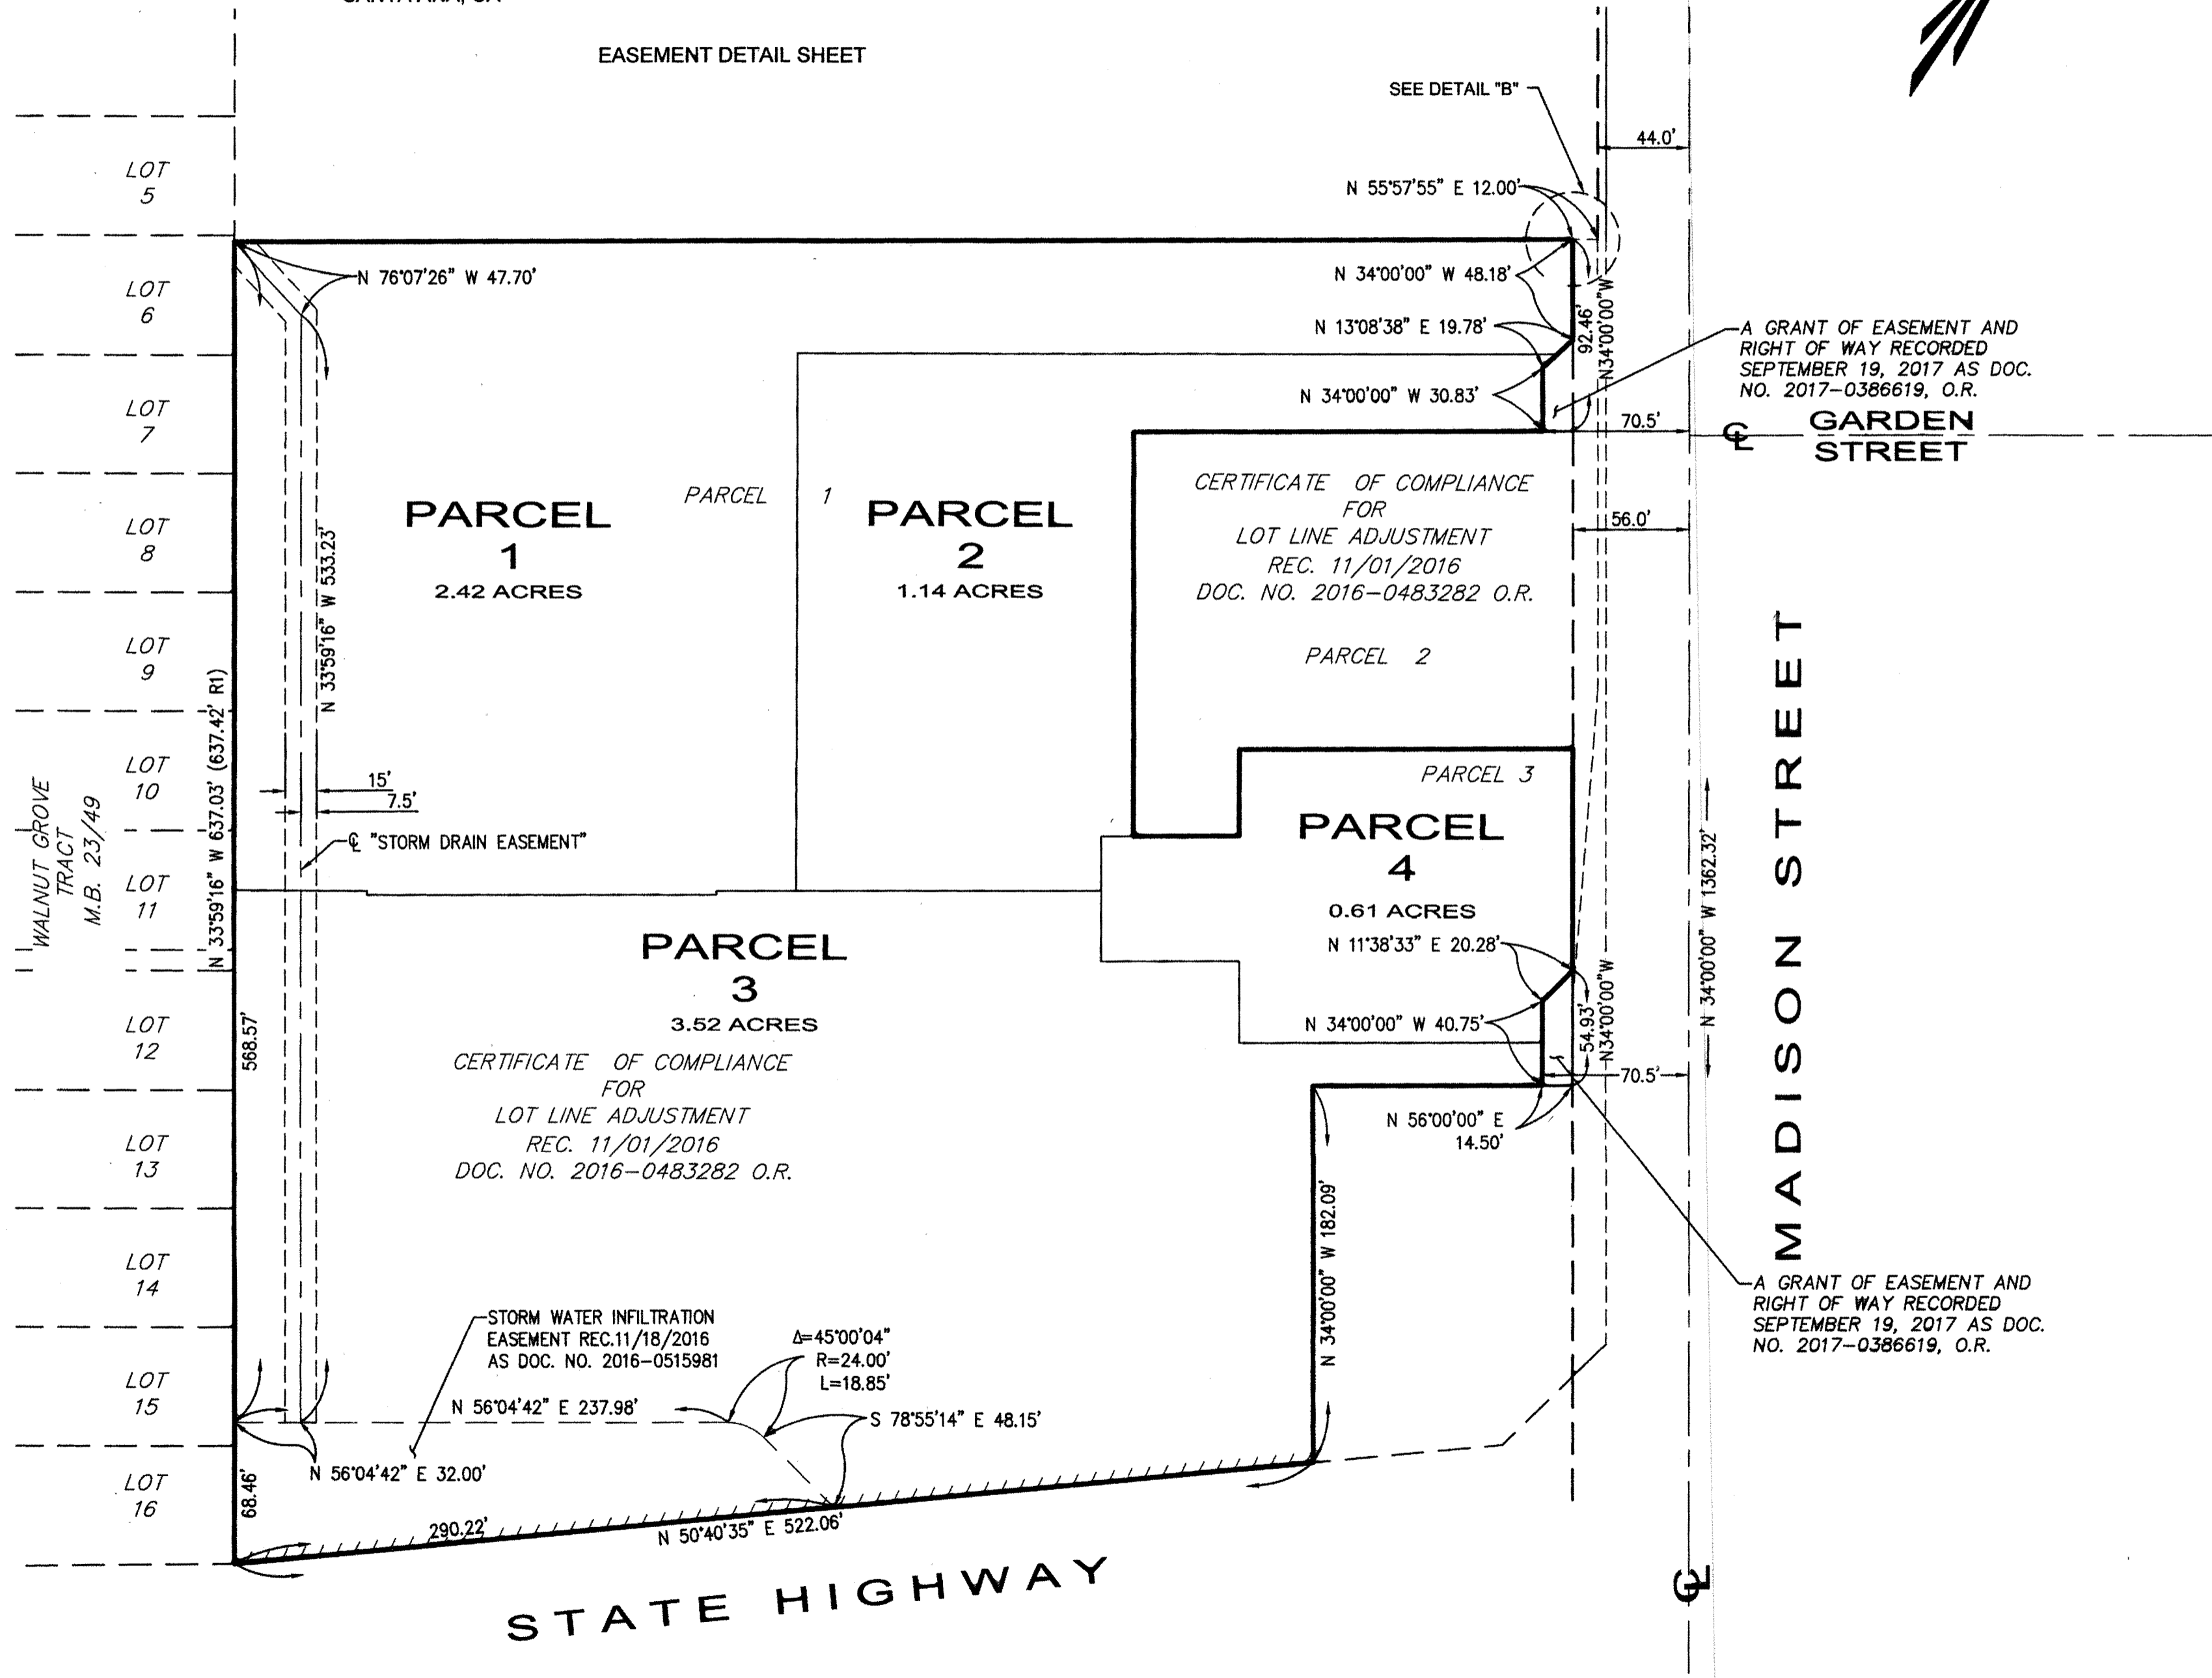 EASEMENT DETAIL SHEET
SEE DETAIL "B"
44.0'
N 55°57'55" E 12.00'
LOT
5
N 76°07'26" W 47.70'
N 34°00'00" W 48.18'
LOT
6
N 13°08'38" E 19.78'
92.46'
N34°00'00"W
A GRANT OF EASEMENT AND
RIGHT OF WAY RECORDED
SEPTEMBER 19, 2017 AS DOC.
NO. 2017-0386619, O.R.
N 34°00'00" W 30.83'
LOT
7
70.5'
℄ GARDEN
STREET
PARCEL 1
PARCEL
1
2.42 ACRES
PARCEL
2
1.14 ACRES
CERTIFICATE OF COMPLIANCE
FOR
LOT LINE ADJUSTMENT
REC. 11/01/2016
DOC. NO. 2016-0483282 O.R.
PARCEL 2
56.0'
LOT
8
N 33°59'16" W 533.23'
LOT
9
N 33°59'16" W 637.03' (637.42' R1)
LOT
10
15'
7.5'
℄ "STORM DRAIN EASEMENT"
WALNUT GROVE
TRACT
M.B. 23/49
LOT
11
PARCEL 3
PARCEL
4
0.61 ACRES
N 11°38'33" E 20.28'
N 34°00'00" W 40.75'
54.93'
N34°00'00"W
N 34°00'00" W 1362.32'
MADISON STREET
70.5'
N 56°00'00" E
14.50'
PARCEL
3
3.52 ACRES
CERTIFICATE OF COMPLIANCE
FOR
LOT LINE ADJUSTMENT
REC. 11/01/2016
DOC. NO. 2016-0483282 O.R.
LOT
12
568.57'
LOT
13
N 34°00'00" W 182.09'
LOT
14
A GRANT OF EASEMENT AND
RIGHT OF WAY RECORDED
SEPTEMBER 19, 2017 AS DOC.
NO. 2017-0386619, O.R.
STORM WATER INFILTRATION
EASEMENT REC.11/18/2016
AS DOC. NO. 2016-0515981
Δ=45°00'04"
R=24.00'
L=18.85'
LOT
15
N 56°04'42" E 237.98'
S 78°55'14" E 48.15'
N 56°04'42" E 32.00'
LOT
16
68.46'
290.22'
N 50°40'35" E 522.06'
STATE HIGHWAY
℄